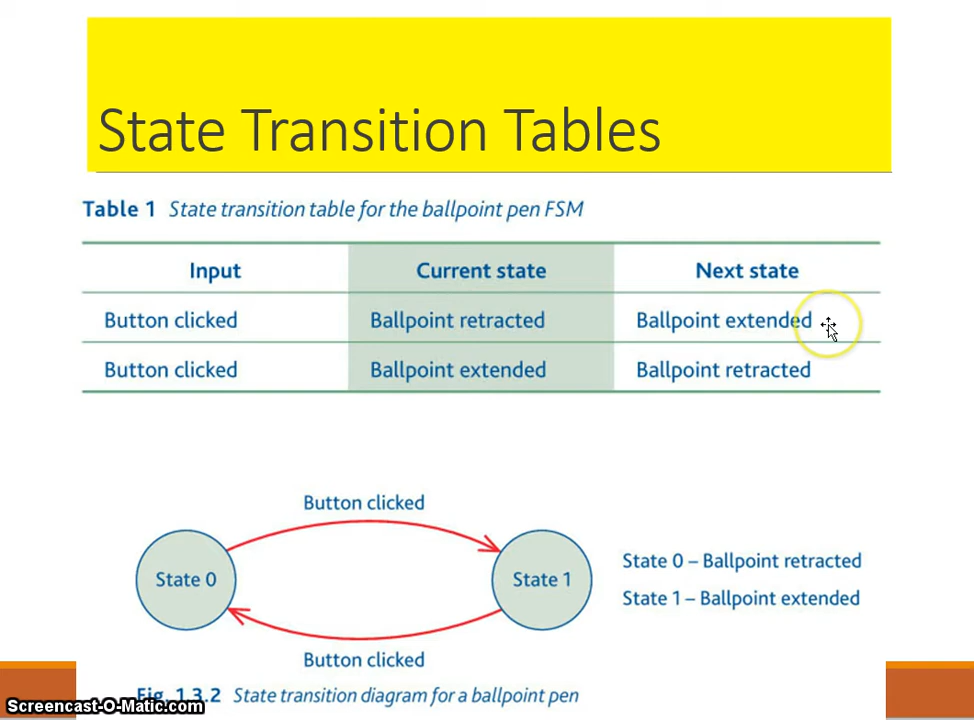 State Transition Tables
Table 1 State transition table for the ballpoint pen FSM
Input Current state Next state
Button clicked Ballpoint retracted Ballpoint extended
Button clicked Ballpoint extended Ballpoint retracted
Button clicked
State 0 State 1
State 0 – Ballpoint retracted
State 1 – Ballpoint extended
Button clicked
Fig. 1.3.2 State transition diagram for a ballpoint pen
Screencast-O-Matic.com